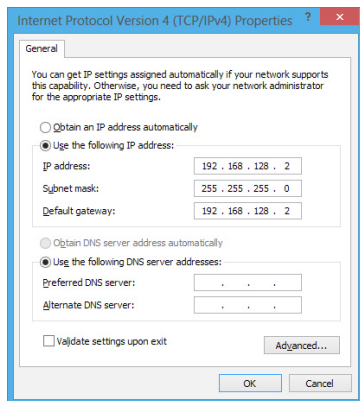 Internet Protocol Version 4 (TCP/IPv4) Properties ? ×
General
You can get IP settings assigned automatically if your network supports
this capability. Otherwise, you need to ask your network administrator
for the appropriate IP settings.
Obtain an IP address automatically
Use the following IP address:
IP address: 192 . 168 . 128 . 2
Subnet mask: 255 . 255 . 255 . 0
Default gateway: 192 . 168 . 128 . 2
Obtain DNS server address automatically
Use the following DNS server addresses:
Preferred DNS server: . . .
Alternate DNS server: . . .
Validate settings upon exit
Advanced...
OK Cancel